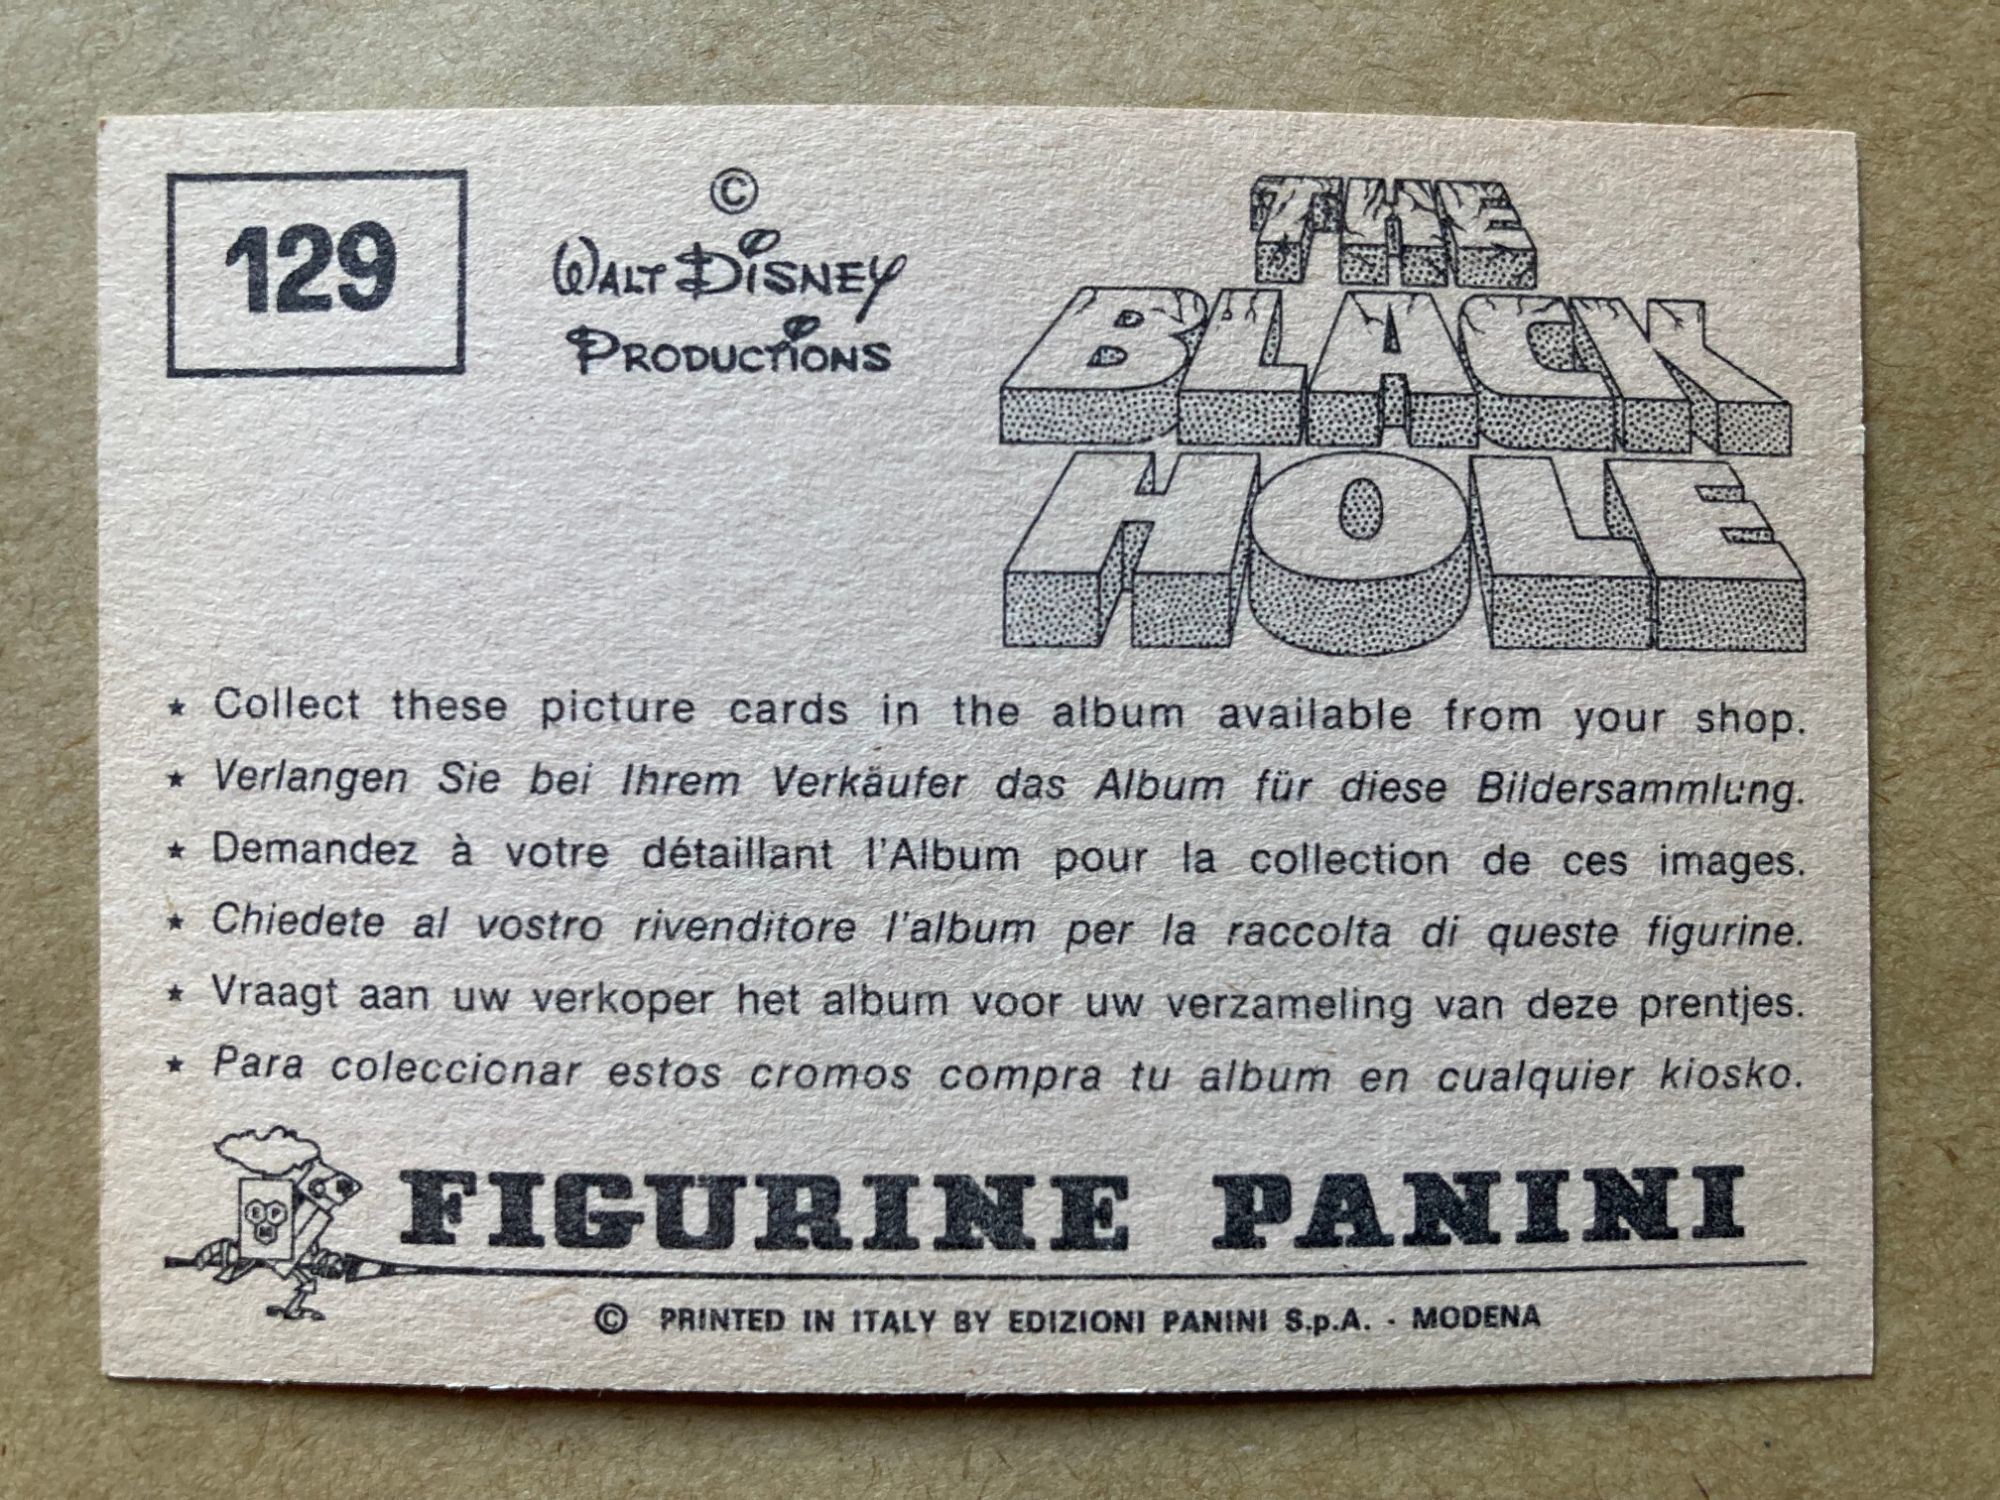 129
©
WALT DISNEY
PRODUCTIONS
THE
BLACK
HOLE
★ Collect these picture cards in the album available from your shop.
★ Verlangen Sie bei Ihrem Verkäufer das Album für diese Bildersammlung.
★ Demandez à votre détaillant l'Album pour la collection de ces images.
★ Chiedete al vostro rivenditore l'album per la raccolta di queste figurine.
★ Vraagt aan uw verkoper het album voor uw verzameling van deze prentjes.
★ Para coleccionar estos cromos compra tu album en cualquier kiosko.
FIGURINE PANINI
© PRINTED IN ITALY BY EDIZIONI PANINI S.p.A. - MODENA